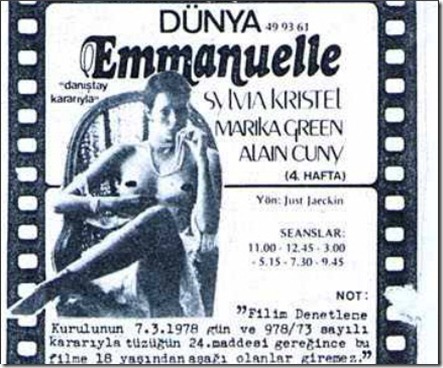 DÜNYA 49 93 61
Emmanuelle
"danıştay
kararıyla"
SYLVIA KRISTEL
MARIKA GREEN
ALAIN CUNY
(4. HAFTA)
Yön: Just Jaeckin
SEANSLAR:
11.00 - 12.45 - 3.00
- 5.15 - 7.30 - 9.45
NOT:
"Filim Denetleme
Kurulunun 7.3.1978 gün ve 978/73 sayılı
kararıyla tüzüğün 24.maddesi gereğince bu
filme 18 yaşından aşağı olanlar giremez."